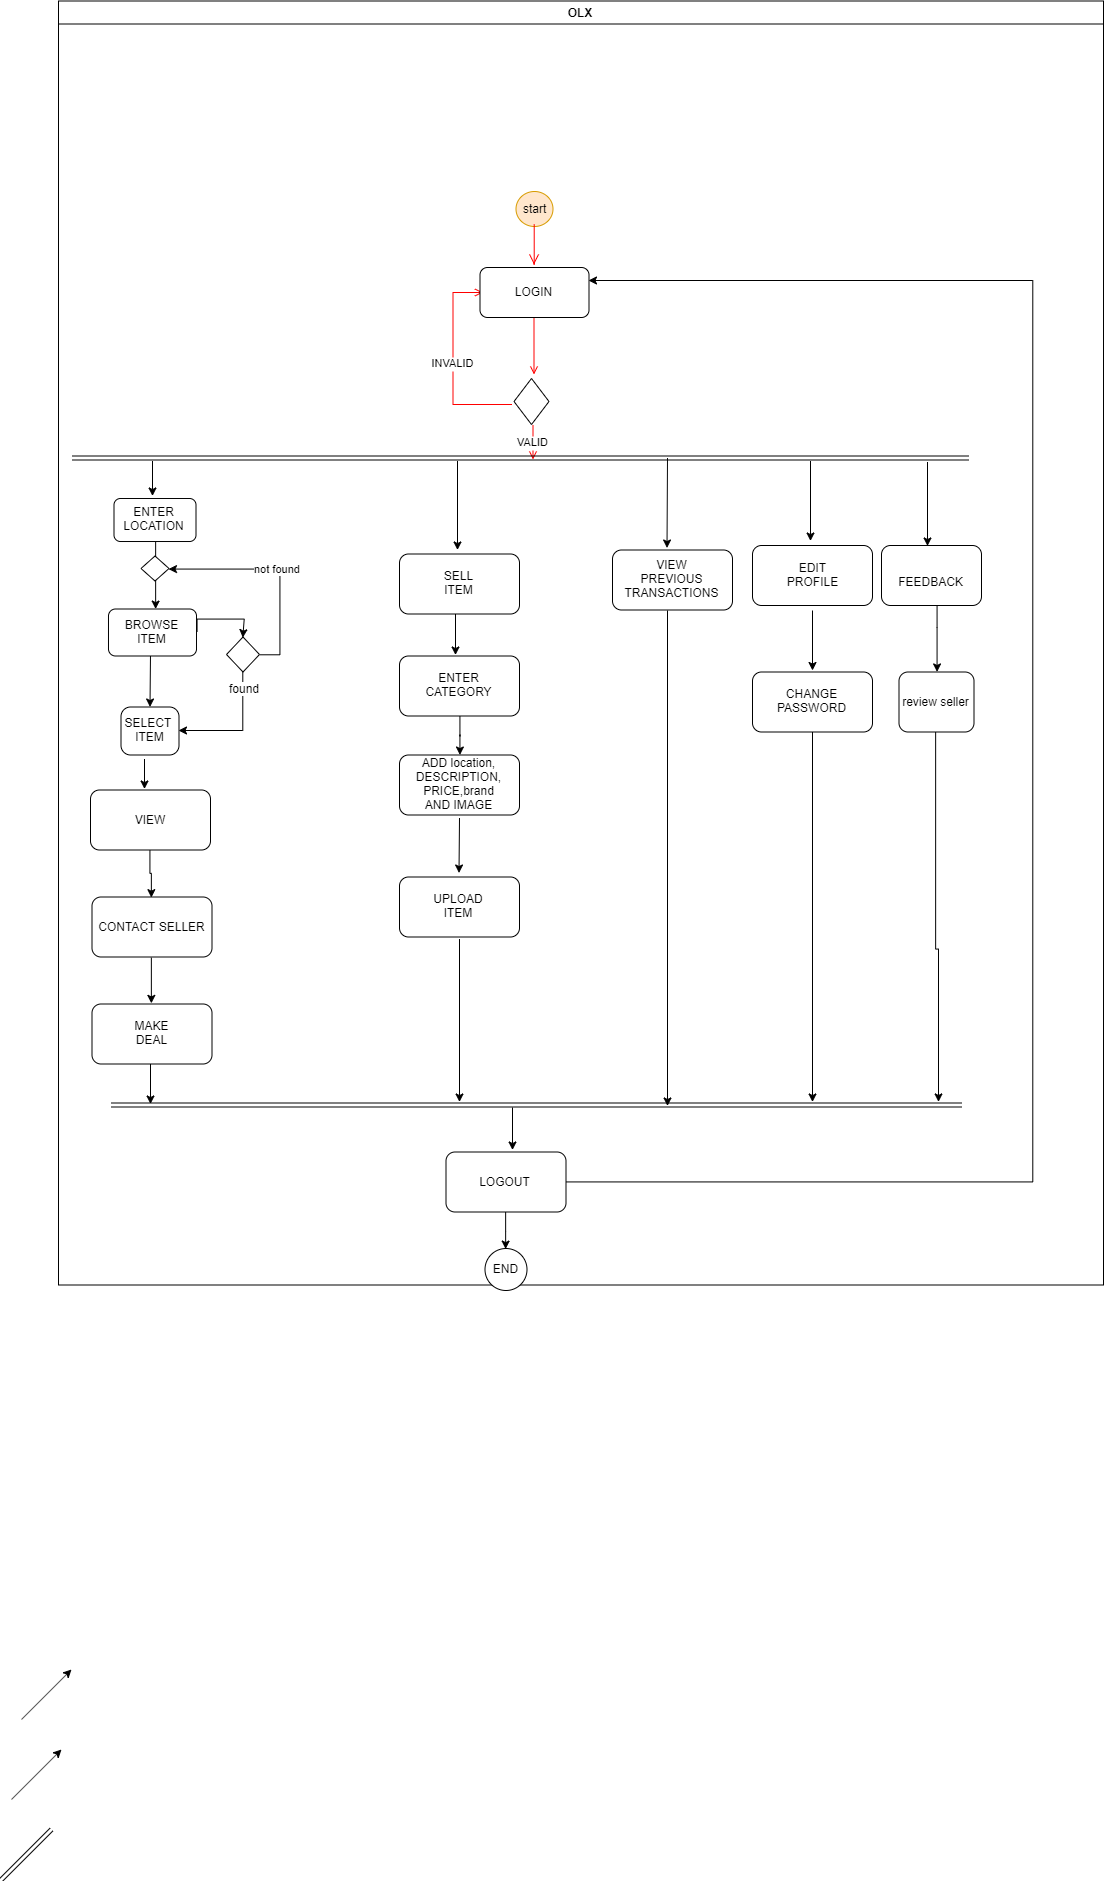 OLX
start
LOGIN
INVALID
VALID
ENTER
LOCATION
not found
BROWSE
ITEM
found
SELECT
ITEM
VIEW
CONTACT SELLER
MAKE
DEAL
SELL
ITEM
ENTER
CATEGORY
ADD location,
DESCRIPTION,
PRICE,brand
AND IMAGE
UPLOAD
ITEM
VIEW
PREVIOUS
TRANSACTIONS
EDIT
PROFILE
CHANGE
PASSWORD
FEEDBACK
review seller
LOGOUT
END